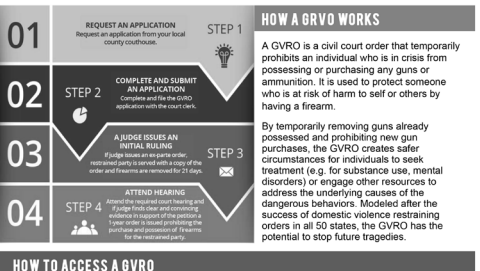 01
REQUEST AN APPLICATION
Request an application from your local
county couthouse.
STEP 1
02
STEP 2
COMPLETE AND SUBMIT
AN APPLICATION
Complete and file the GVRO
application with the court clerk.
03
A JUDGE ISSUES AN
INITIAL RULING
If judge issues an ex-parte order,
restrained party is served with a copy of the
order and firearms are removed for 21 days.
STEP 3
04
STEP 4
ATTEND HEARING
Attend the required court hearing and
if judge finds clear and convincing
evidence in support of the petition a
1-year order is issued prohibiting the
purchase and possesion of firearms
for the restrained party.
HOW A GRVO WORKS
A GVRO is a civil court order that temporarily
prohibits an individual who is in crisis from
possessing or purchasing any guns or
ammunition. It is used to protect someone
who is at risk of harm to self or others by
having a firearm.
By temporarily removing guns already
possessed and prohibiting new gun
purchases, the GVRO creates safer
circumstances for individuals to seek
treatment (e.g. for substance use, mental
disorders) or engage other resources to
address the underlying causes of the
dangerous behaviors. Modeled after the
success of domestic violence restraining
orders in all 50 states, the GVRO has the
potential to stop future tragedies.
HOW TO ACCESS A GVRO